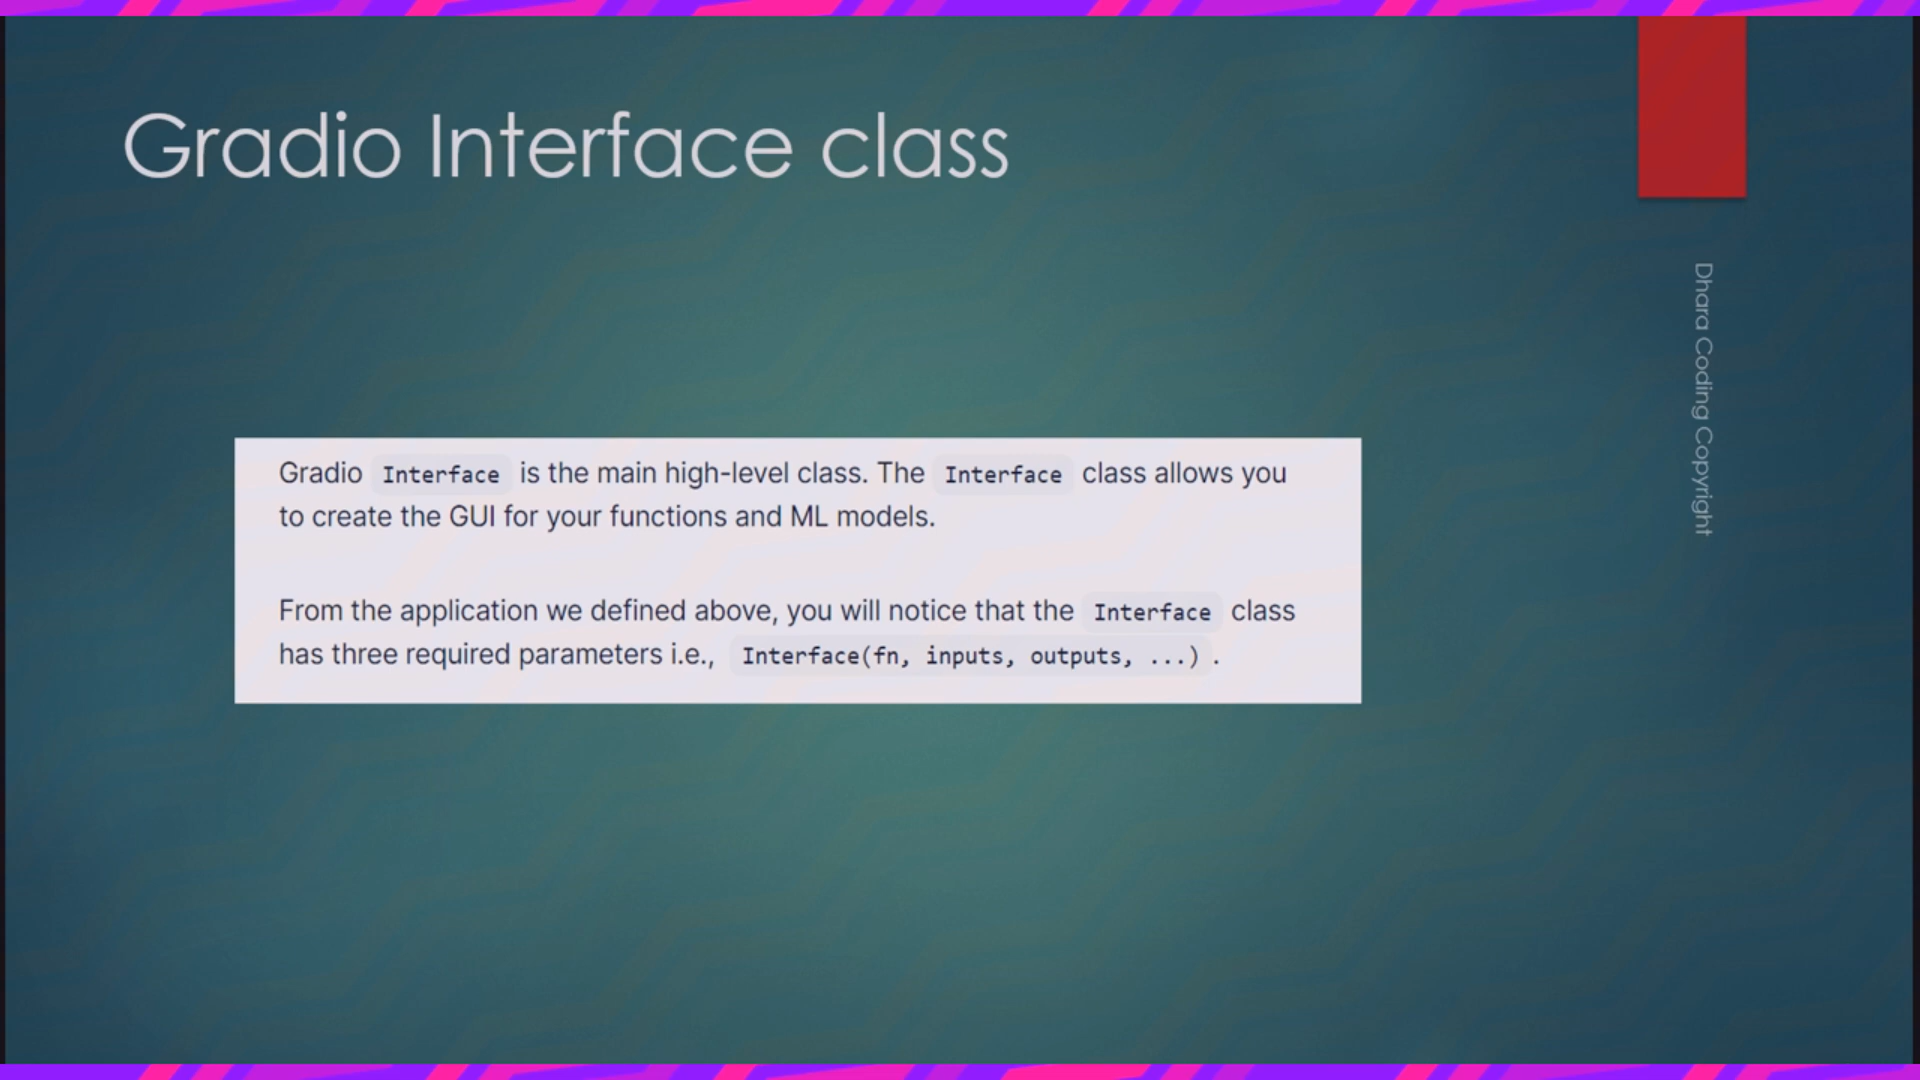 Gradio Interface class
Gradio Interface is the main high-level class. The Interface class allows you
to create the GUI for your functions and ML models.
From the application we defined above, you will notice that the Interface class
has three required parameters i.e., Interface(fn, inputs, outputs, ...) .
Dhara Coding Copyright